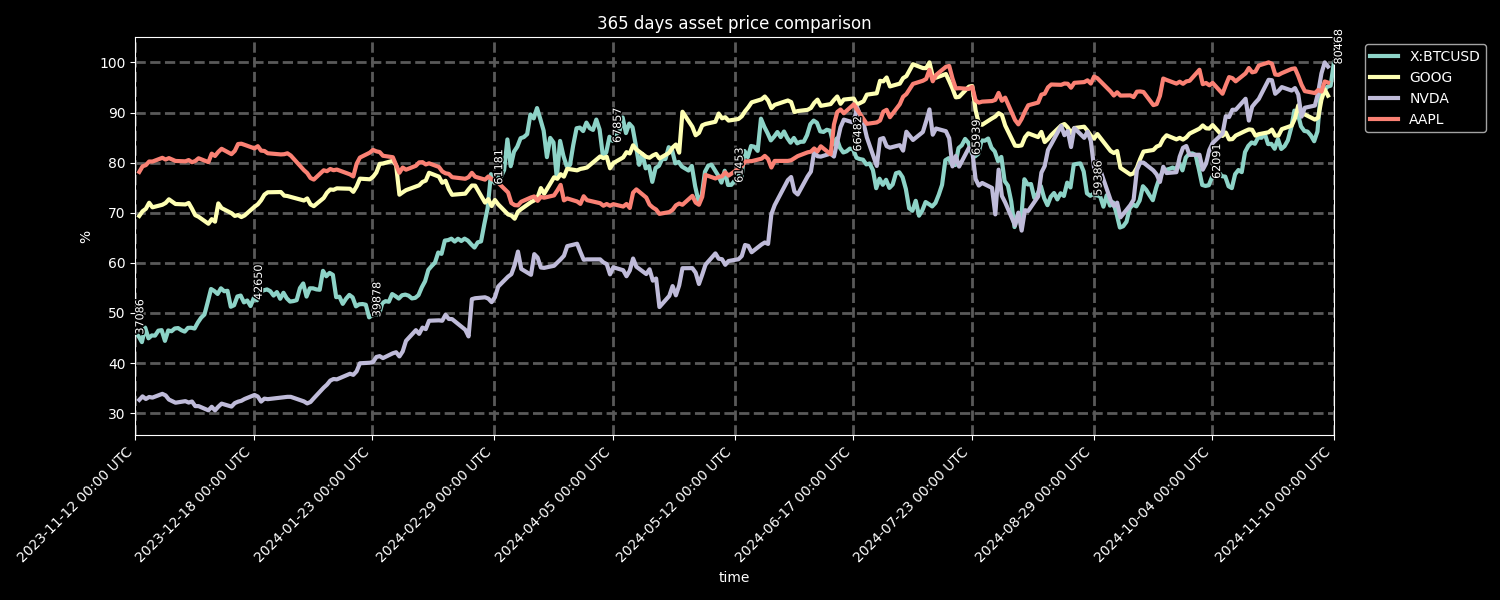 365 days asset price comparison
X:BTCUSD
GOOG
NVDA
AAPL
%
100
90
80
70
60
50
40
30
37086
42650
39878
61181
67857
61453
66482
65939
59386
62091
80468
2023-11-12 00:00 UTC
2023-12-18 00:00 UTC
2024-01-23 00:00 UTC
2024-02-29 00:00 UTC
2024-04-05 00:00 UTC
2024-05-12 00:00 UTC
2024-06-17 00:00 UTC
2024-07-23 00:00 UTC
2024-08-29 00:00 UTC
2024-10-04 00:00 UTC
2024-11-10 00:00 UTC
time